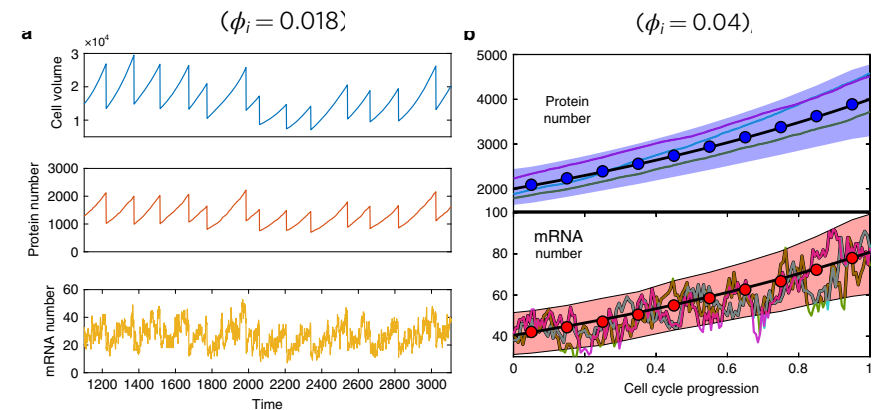 (ϕᵢ = 0.018)
(ϕᵢ = 0.04)
a
×10⁴
3
2
1
Cell volume
3000
2000
1000
0
Protein number
60
40
20
0
mRNA number
1200 1400 1600 1800 2000 2200 2400 2600 2800 3000
Time
b
5000
4000
3000
2000
Protein
number
100
80
60
40
mRNA
number
0 0.2 0.4 0.6 0.8 1
Cell cycle progression